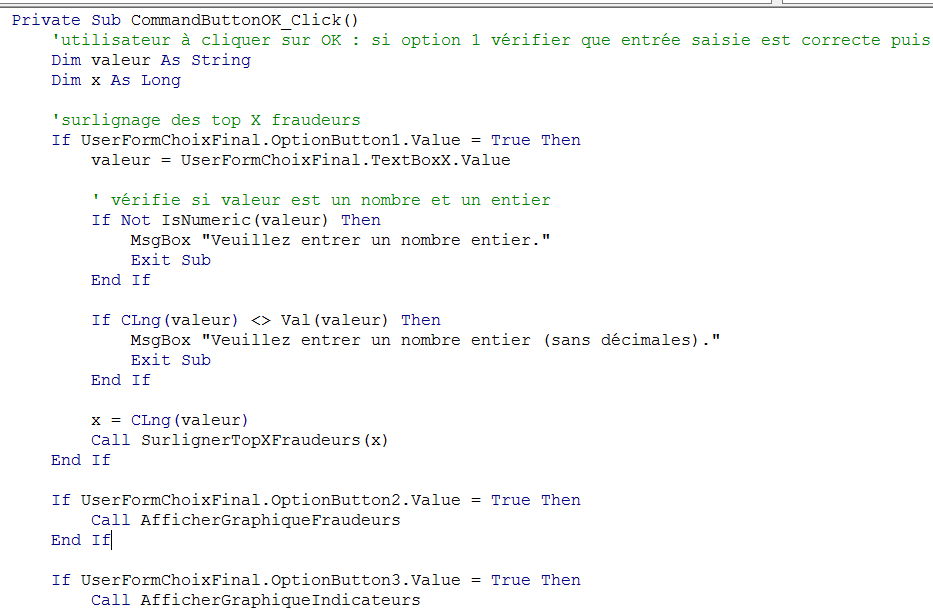 Private Sub CommandButtonOK_Click()
'utilisateur à cliquer sur OK : si option 1 vérifier que entrée saisie est correcte puis
Dim valeur As String
Dim x As Long
'surlignage des top X fraudeurs
If UserFormChoixFinal.OptionButton1.Value = True Then
valeur = UserFormChoixFinal.TextBoxX.Value
' vérifie si valeur est un nombre et un entier
If Not IsNumeric(valeur) Then
MsgBox "Veuillez entrer un nombre entier."
Exit Sub
End If
If CLng(valeur) <> Val(valeur) Then
MsgBox "Veuillez entrer un nombre entier (sans décimales)."
Exit Sub
End If
x = CLng(valeur)
Call SurlignerTopXFraudeurs(x)
End If
If UserFormChoixFinal.OptionButton2.Value = True Then
Call AfficherGraphiqueFraudeurs
End If
If UserFormChoixFinal.OptionButton3.Value = True Then
Call AfficherGraphiqueIndicateurs